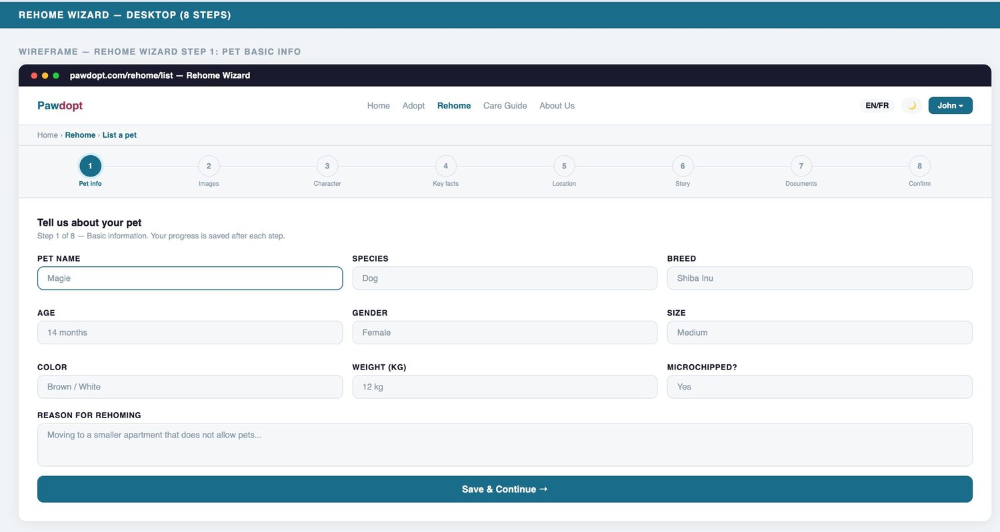 REHOME WIZARD — DESKTOP (8 STEPS)
WIREFRAME — REHOME WIZARD STEP 1: PET BASIC INFO
pawdopt.com/rehome/list — Rehome Wizard
Pawdopt
Home Adopt Rehome Care Guide About Us
EN/FR
John
Home › Rehome › List a pet
1 2 3 4 5 6 7 8
Pet info Images Character Key facts Location Story Documents Confirm
Tell us about your pet
Step 1 of 8 — Basic information. Your progress is saved after each step.
PET NAME SPECIES BREED
Magie Dog Shiba Inu
AGE GENDER SIZE
14 months Female Medium
COLOR WEIGHT (KG) MICROCHIPPED?
Brown / White 12 kg Yes
REASON FOR REHOMING
Moving to a smaller apartment that does not allow pets...
Save & Continue →